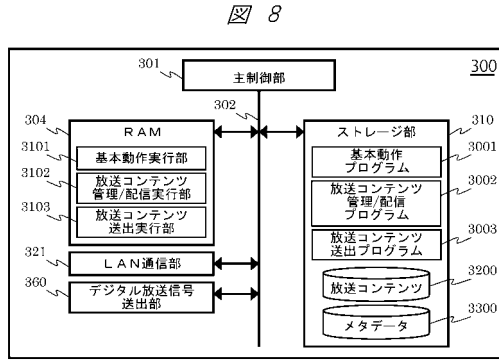 図 8
300
301
主制御部
302
304
RAM
3101
基本動作実行部
3102
放送コンテンツ
管理/配信実行部
3103
放送コンテンツ
送出実行部
321
LAN通信部
360
デジタル放送信号
送出部
310
ストレージ部
3001
基本動作
プログラム
3002
放送コンテンツ
管理/配信
プログラム
3003
放送コンテンツ
送出プログラム
3200
放送コンテンツ
3300
メタデータ